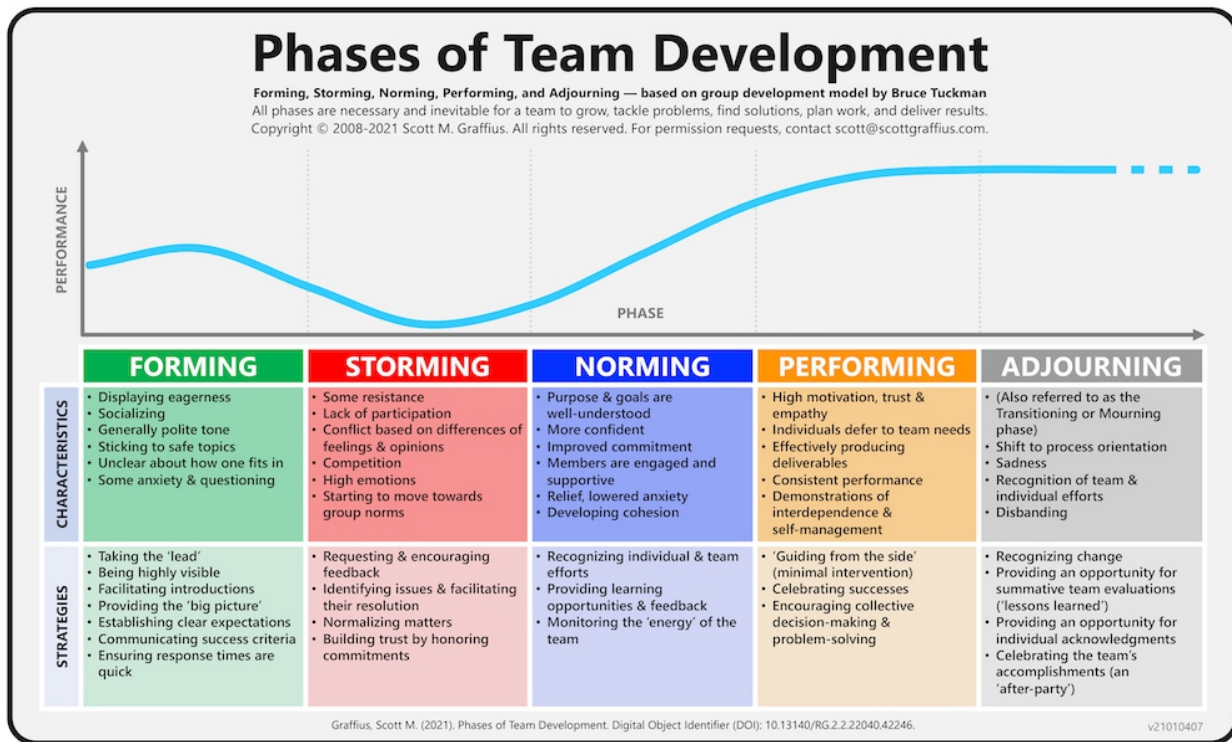 Phases of Team Development
Forming, Storming, Norming, Performing, and Adjourning — based on group development model by Bruce Tuckman
All phases are necessary and inevitable for a team to grow, tackle problems, find solutions, plan work, and deliver results.
Copyright © 2008-2021 Scott M. Graffius. All rights reserved. For permission requests, contact scott@scottgraffius.com.
PERFORMANCE
PHASE
FORMING
STORMING
NORMING
PERFORMING
ADJOURNING
CHARACTERISTICS
• Displaying eagerness
• Socializing
• Generally polite tone
• Sticking to safe topics
• Unclear about how one fits in
• Some anxiety & questioning
• Some resistance
• Lack of participation
• Conflict based on differences of
feelings & opinions
• Competition
• High emotions
• Starting to move towards
group norms
• Purpose & goals are
well-understood
• More confident
• Improved commitment
• Members are engaged and
supportive
• Relief, lowered anxiety
• Developing cohesion
• High motivation, trust &
empathy
• Individuals defer to team needs
• Effectively producing
deliverables
• Consistent performance
• Demonstrations of
interdependence &
self-management
• (Also referred to as the
Transitioning or Mourning
phase)
• Shift to process orientation
• Sadness
• Recognition of team &
individual efforts
• Disbanding
STRATEGIES
• Taking the ‘lead’
• Being highly visible
• Facilitating introductions
• Providing the ‘big picture’
• Establishing clear expectations
• Communicating success criteria
• Ensuring response times are
quick
• Requesting & encouraging
feedback
• Identifying issues & facilitating
their resolution
• Normalizing matters
• Building trust by honoring
commitments
• Recognizing individual & team
efforts
• Providing learning
opportunities & feedback
• Monitoring the ‘energy’ of the
team
• ‘Guiding from the side’
(minimal intervention)
• Celebrating successes
• Encouraging collective
decision-making &
problem-solving
• Recognizing change
• Providing an opportunity for
summative team evaluations
(‘lessons learned’)
• Providing an opportunity for
individual acknowledgments
• Celebrating the team’s
accomplishments (an
‘after-party’)
Graffius, Scott M. (2021). Phases of Team Development. Digital Object Identifier (DOI): 10.13140/RG.2.2.22040.42246.
v21010407